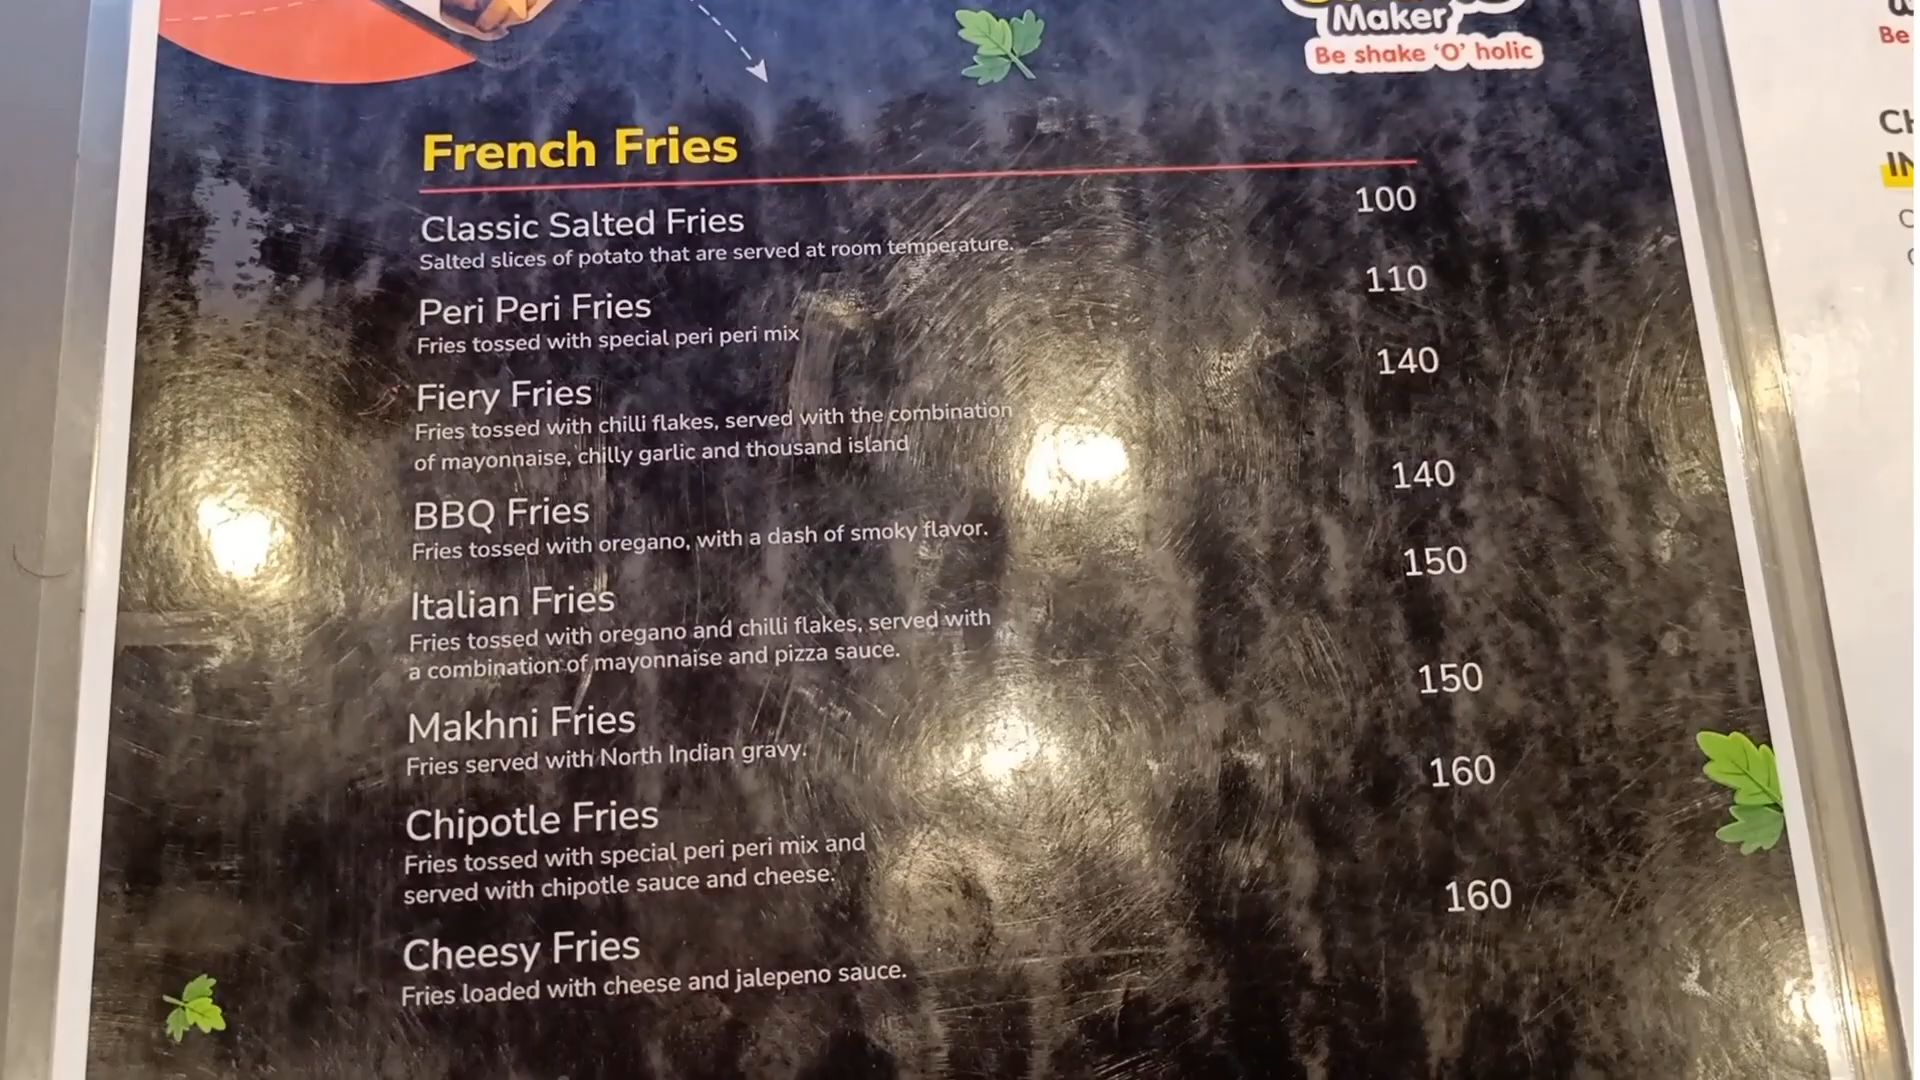 Maker
Be shake 'O' holic
French Fries
Classic Salted Fries 100
Salted slices of potato that are served at room temperature.
Peri Peri Fries 110
Fries tossed with special peri peri mix
Fiery Fries 140
Fries tossed with chilli flakes, served with the combination
of mayonnaise, chilly garlic and thousand island
BBQ Fries 140
Fries tossed with oregano, with a dash of smoky flavor.
Italian Fries 150
Fries tossed with oregano and chilli flakes, served with
a combination of mayonnaise and pizza sauce.
Makhni Fries 150
Fries served with North Indian gravy.
Chipotle Fries 160
Fries tossed with special peri peri mix and
served with chipotle sauce and cheese.
Cheesy Fries 160
Fries loaded with cheese and jalepeno sauce.
Be